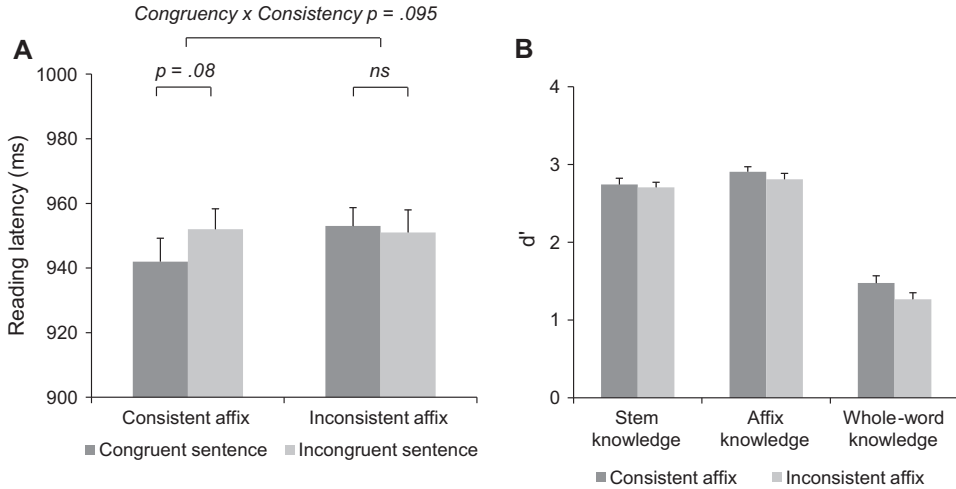 Congruency x Consistency p = .095
A
p = .08
ns
1000
980
960
940
920
900
Reading latency (ms)
Consistent affix
Inconsistent affix
Congruent sentence
Incongruent sentence
B
4
3
2
1
0
d'
Stem
knowledge
Affix
knowledge
Whole-word
knowledge
Consistent affix
Inconsistent affix